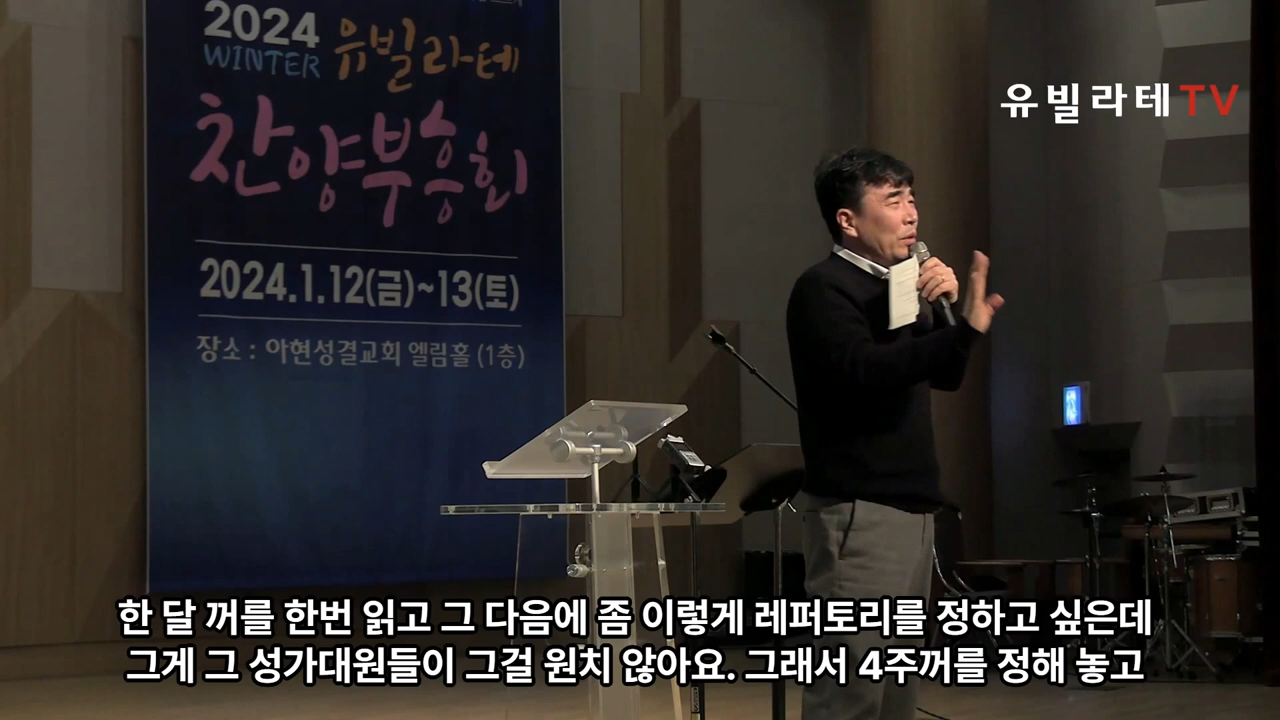 2024
WINTER 유빌라테
찬양부흥회
2024.1.12(금)~13(토)
장소 : 아현성결교회 엘림홀 (1층)
유빌라테TV
한 달 꺼를 한번 읽고 그 다음에 좀 이렇게 레퍼토리를 정하고 싶은데
그게 그 성가대원들이 그걸 원치 않아요. 그래서 4주꺼를 정해 놓고